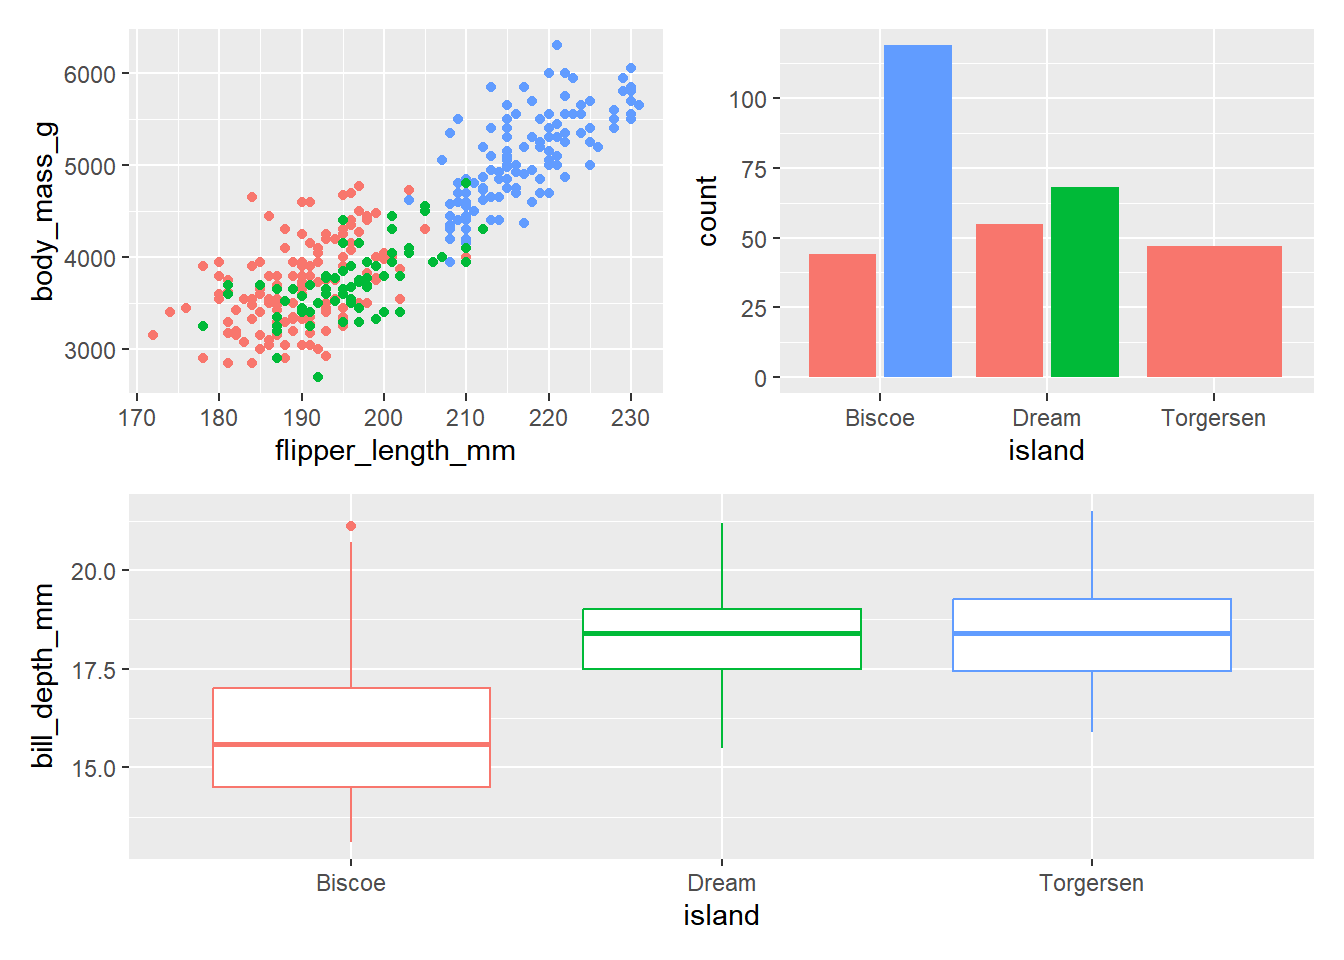 6000
5000
4000
3000
body_mass_g
170 180 190 200 210 220 230
flipper_length_mm
100
75
50
25
0
count
Biscoe Dream Torgersen
island
20.0
17.5
15.0
bill_depth_mm
Biscoe Dream Torgersen
island